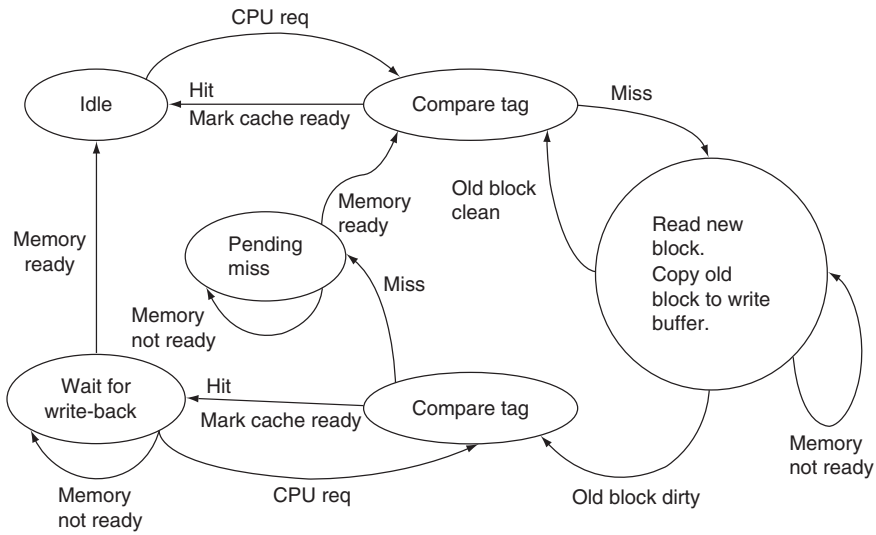 CPU req
Idle
Hit
Mark cache ready
Compare tag
Miss
Memory
ready
Pending
miss
Memory
ready
Old block
clean
Read new
block.
Copy old
block to write
buffer.
Miss
Memory
not ready
Wait for
write-back
Hit
Mark cache ready
Compare tag
Memory
not ready
Memory
not ready
CPU req
Old block dirty